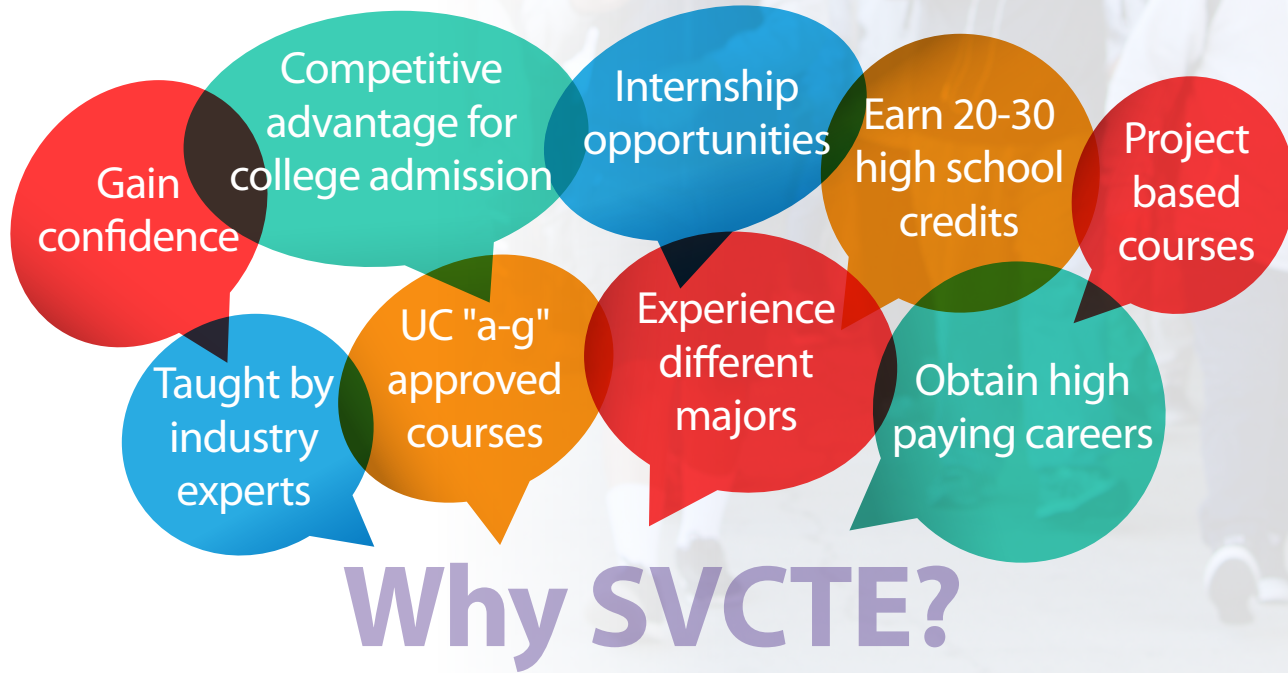 Gain
confidence
Competitive
advantage for
college admission
Internship
opportunities
Earn 20-30
high school
credits
Project
based
courses
Taught by
industry
experts
UC "a-g"
approved
courses
Experience
different
majors
Obtain high
paying careers
Why SVCTE?